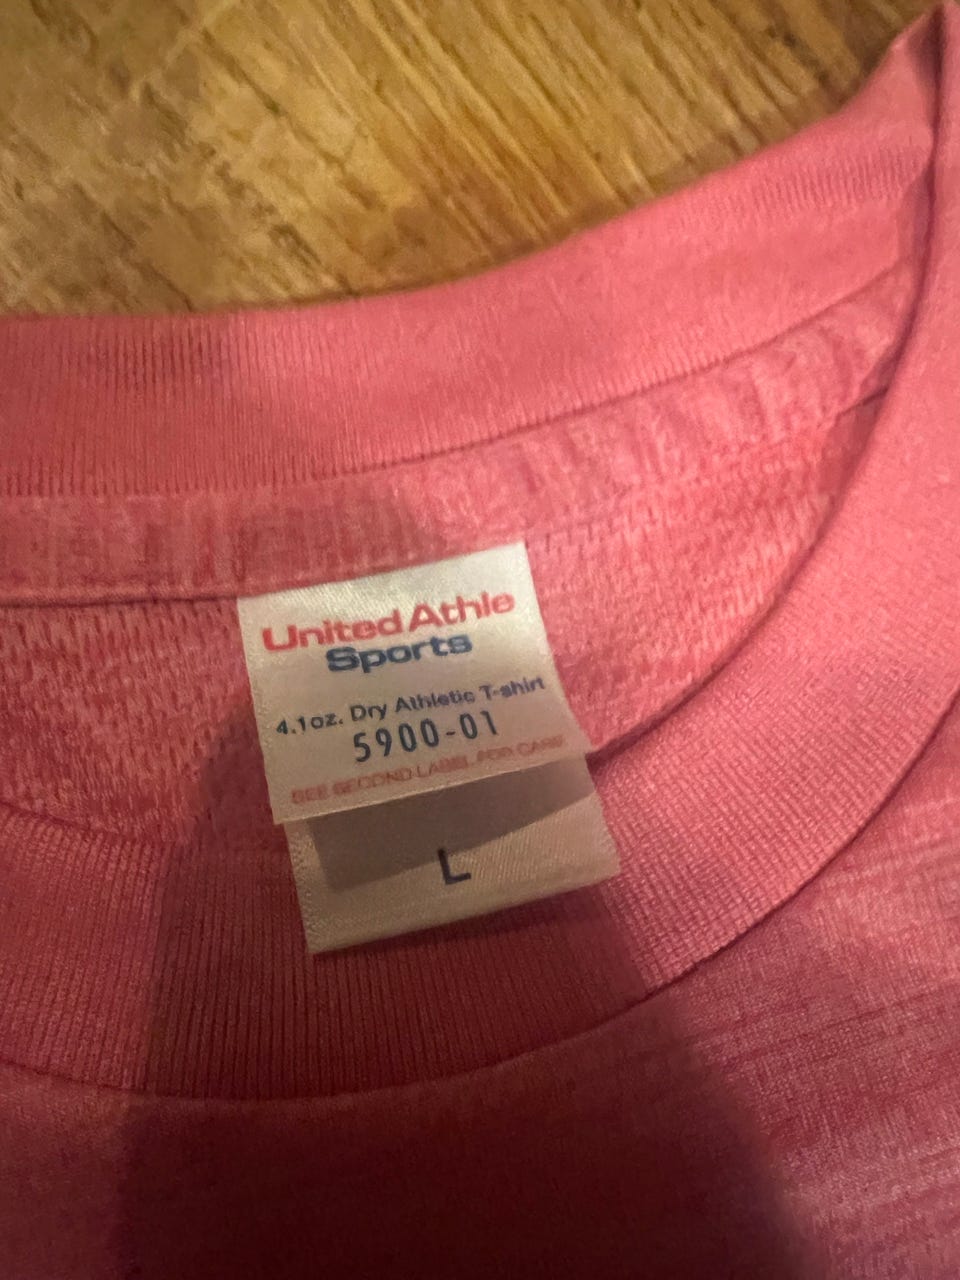 United Athle
Sports
4.1oz. Dry Athletic T-shirt
5900-01
SEE SECOND LABEL FOR CARE
L